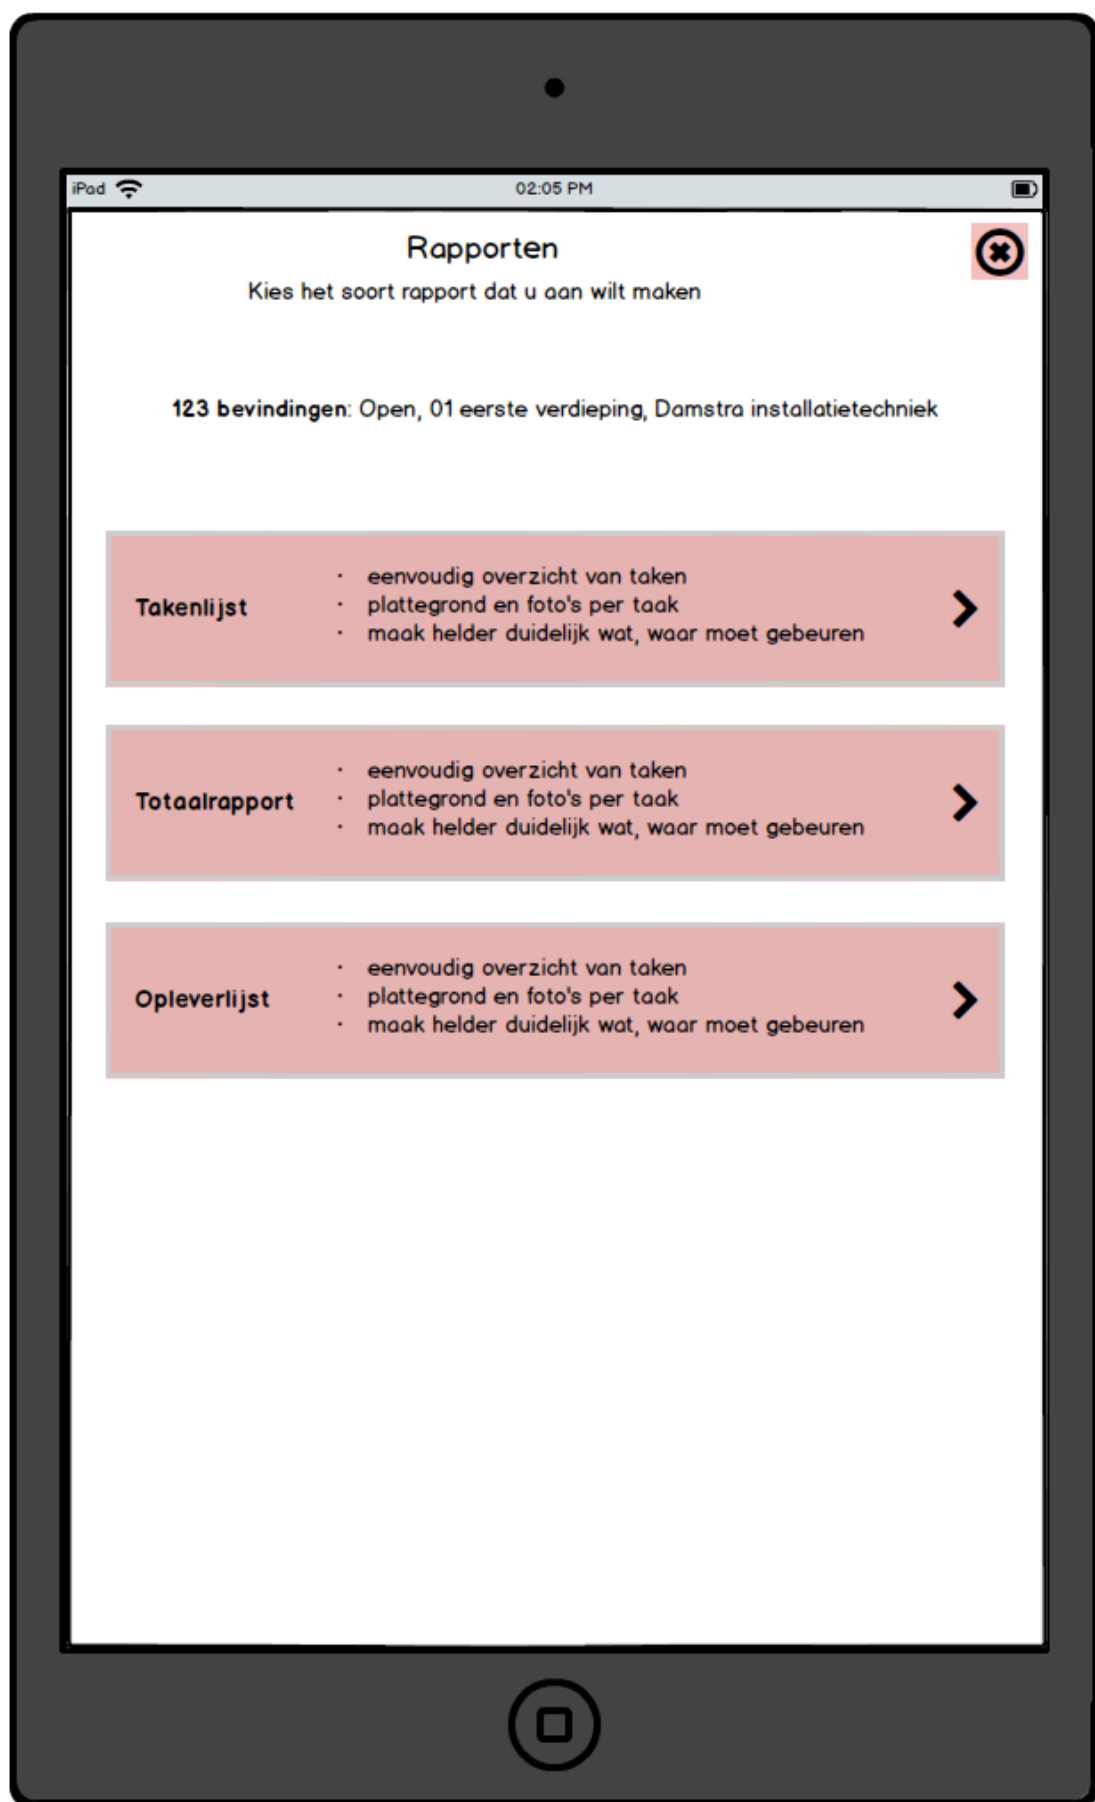 iPad 02:05 PM
Rapporten
Kies het soort rapport dat u aan wilt maken
123 bevindingen: Open, 01 eerste verdieping, Damstra installatietechniek
Takenlijst
· eenvoudig overzicht van taken
· plattegrond en foto's per taak
· maak helder duidelijk wat, waar moet gebeuren
Totaalrapport
· eenvoudig overzicht van taken
· plattegrond en foto's per taak
· maak helder duidelijk wat, waar moet gebeuren
Opleverlijst
· eenvoudig overzicht van taken
· plattegrond en foto's per taak
· maak helder duidelijk wat, waar moet gebeuren